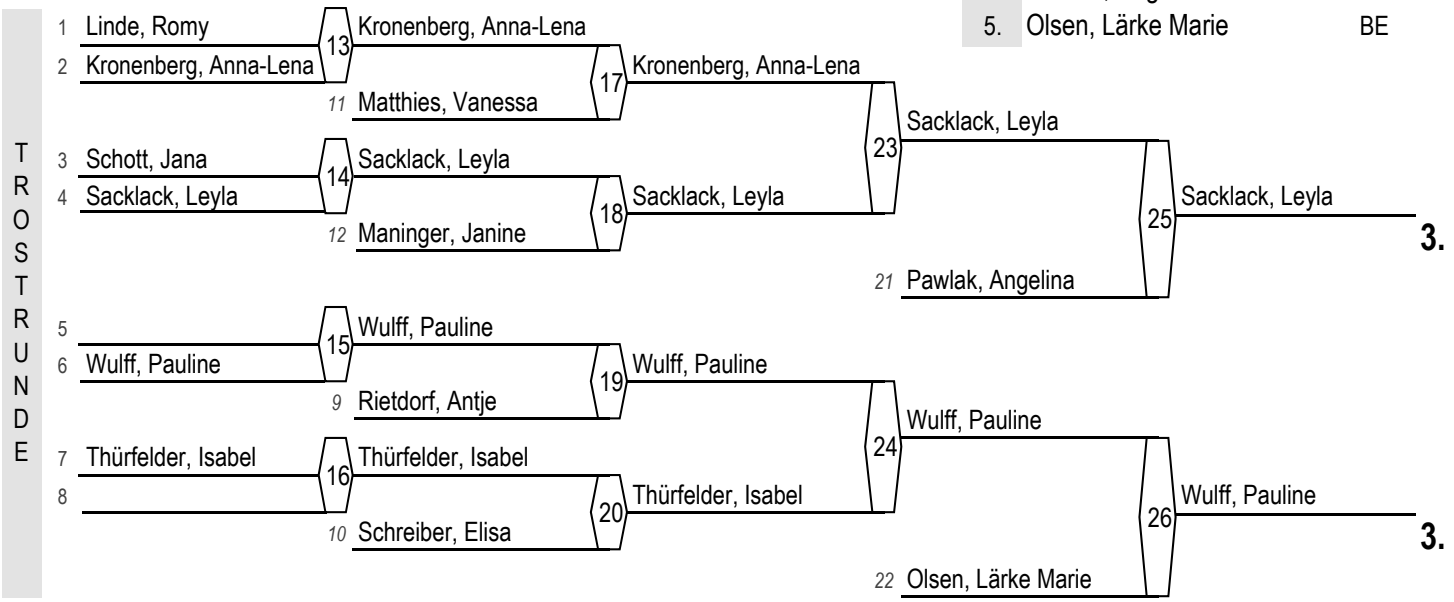 5. Olsen, Lärke Marie BE
TROSTRUNDE
1 Linde, Romy
13 Kronenberg, Anna-Lena
2 Kronenberg, Anna-Lena
17 Kronenberg, Anna-Lena
11 Matthies, Vanessa
23 Sacklack, Leyla
3 Schott, Jana
14 Sacklack, Leyla
4 Sacklack, Leyla
18 Sacklack, Leyla
25 Sacklack, Leyla
12 Maninger, Janine
3.
21 Pawlak, Angelina
5
15 Wulff, Pauline
6 Wulff, Pauline
19 Wulff, Pauline
9 Rietdorf, Antje
24 Wulff, Pauline
7 Thürfelder, Isabel
16 Thürfelder, Isabel
8
20 Thürfelder, Isabel
26 Wulff, Pauline
10 Schreiber, Elisa
3.
22 Olsen, Lärke Marie